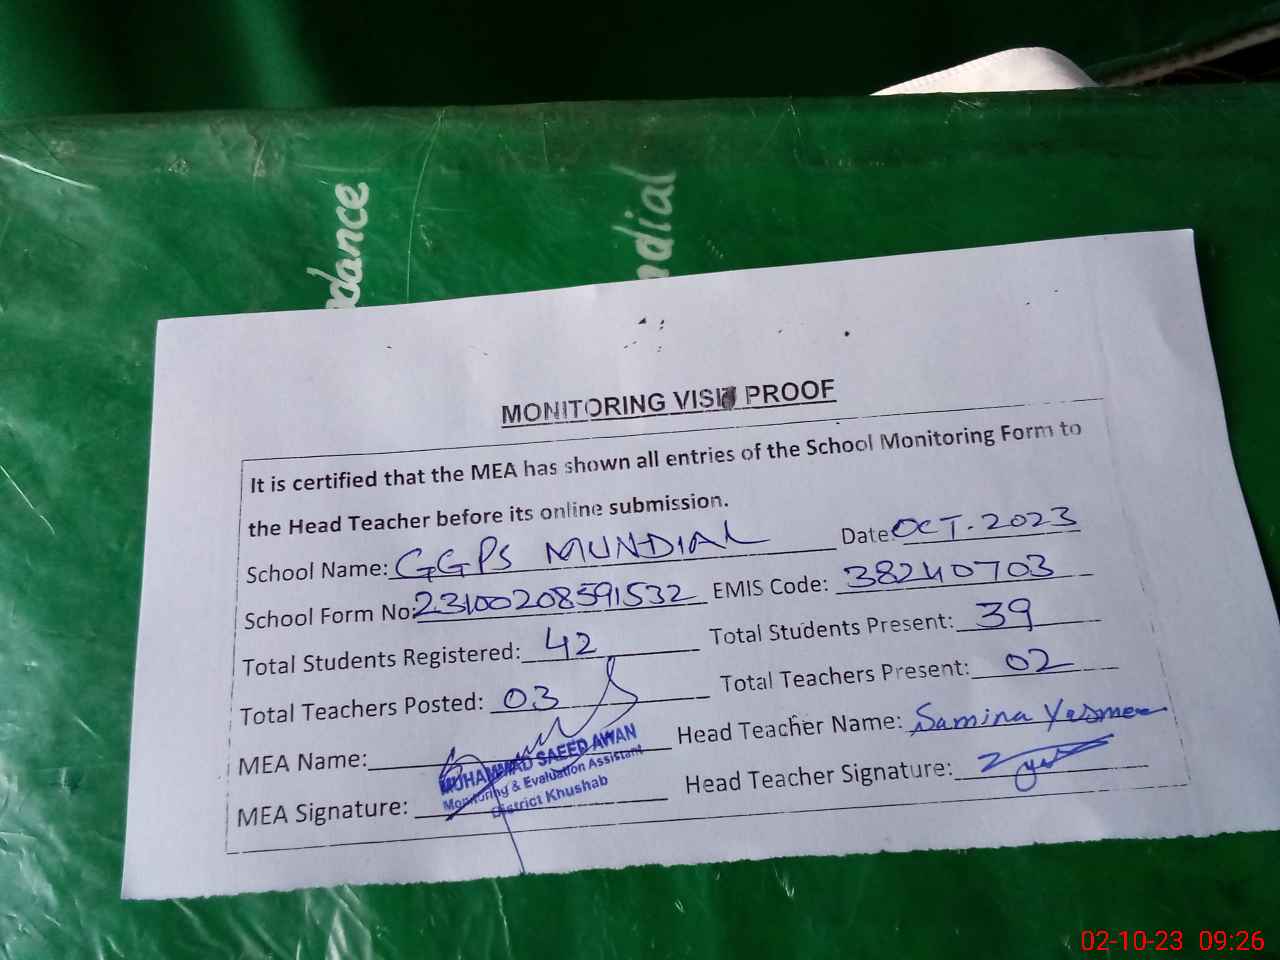 dance
ndial
MONITORING VISIT PROOF
It is certified that the MEA has shown all entries of the School Monitoring Form to
the Head Teacher before its online submission.
School Name: GGPS MUNDIAL Date OCT. 2023
School Form No: 23100208591532 EMIS Code: 38240703
Total Students Registered: 42 Total Students Present: 39
Total Teachers Posted: 03 Total Teachers Present: 02
MEA Name: Head Teacher Name: Samina Yasmee
MUHAMMAD SAEED AWAN
Monitoring & Evaluation Assistant
District Khushab
MEA Signature: Head Teacher Signature:
02-10-23 09:26